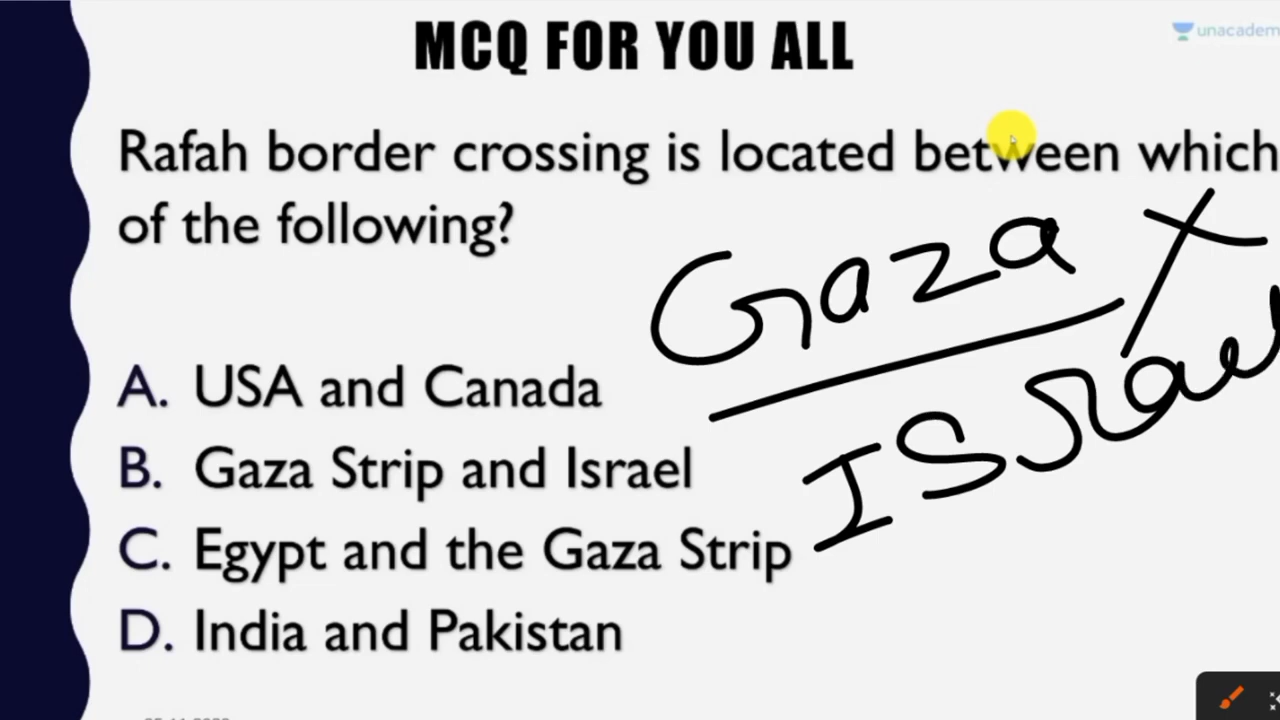 MCQ FOR YOU ALL
unacadem
Rafah border crossing is located between which
of the following?
Gaza
Israel
A. USA and Canada
B. Gaza Strip and Israel
C. Egypt and the Gaza Strip
D. India and Pakistan